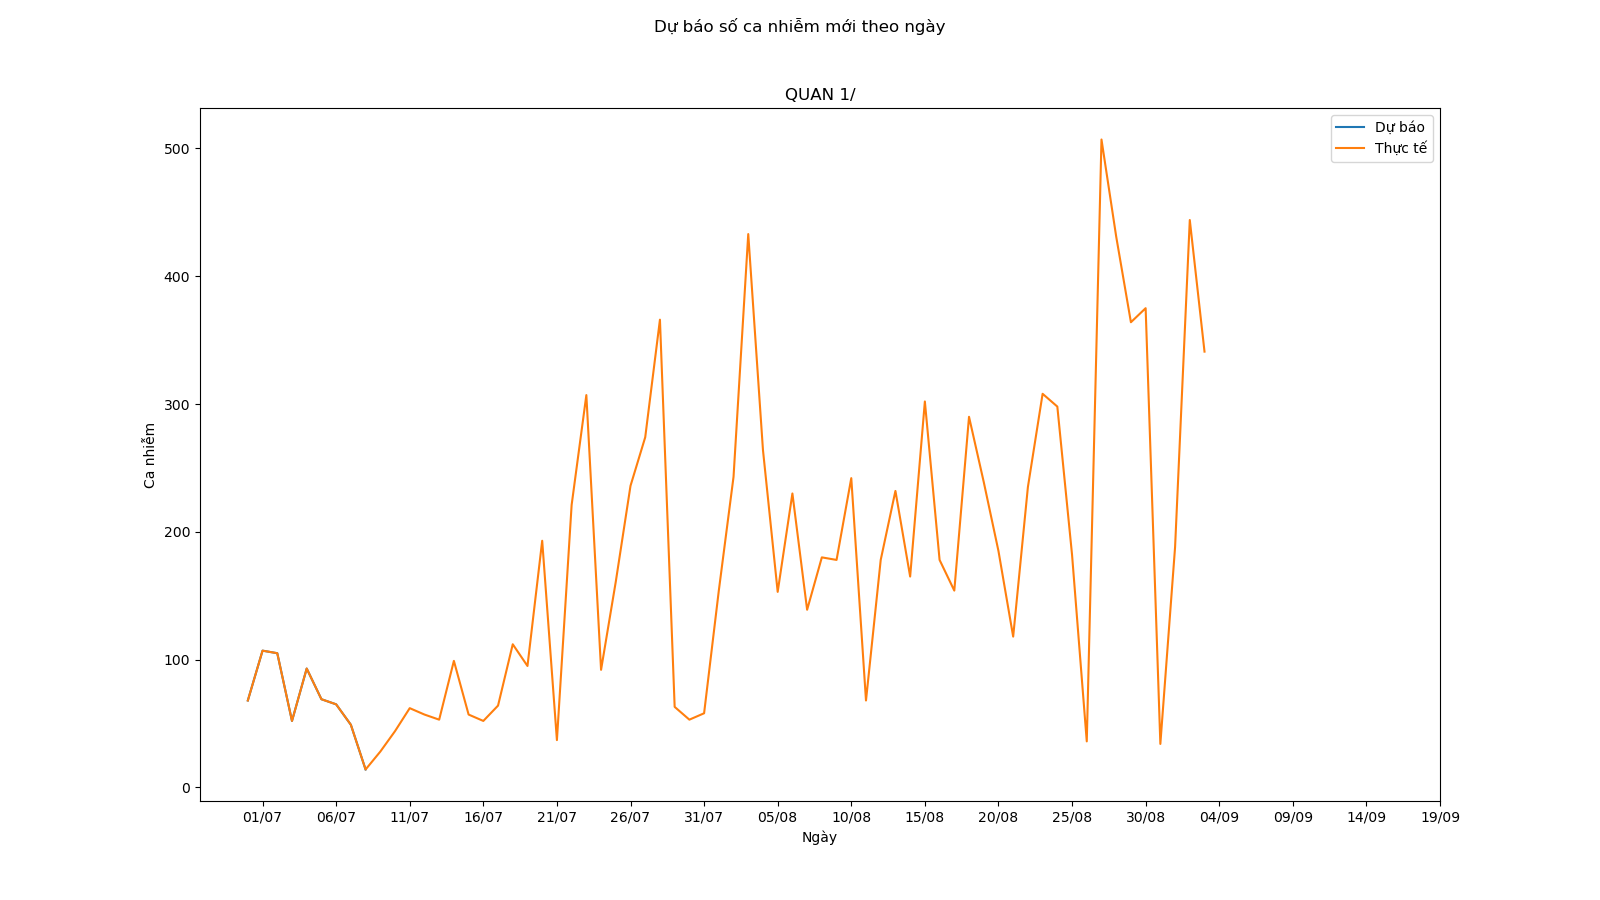 Dự báo số ca nhiễm mới theo ngày
QUAN 1/
Dự báo
Thực tế
500
400
300
200
100
0
Ca nhiễm
01/07 06/07 11/07 16/07 21/07 26/07 31/07 05/08 10/08 15/08 20/08 25/08 30/08 04/09 09/09 14/09 19/09
Ngày